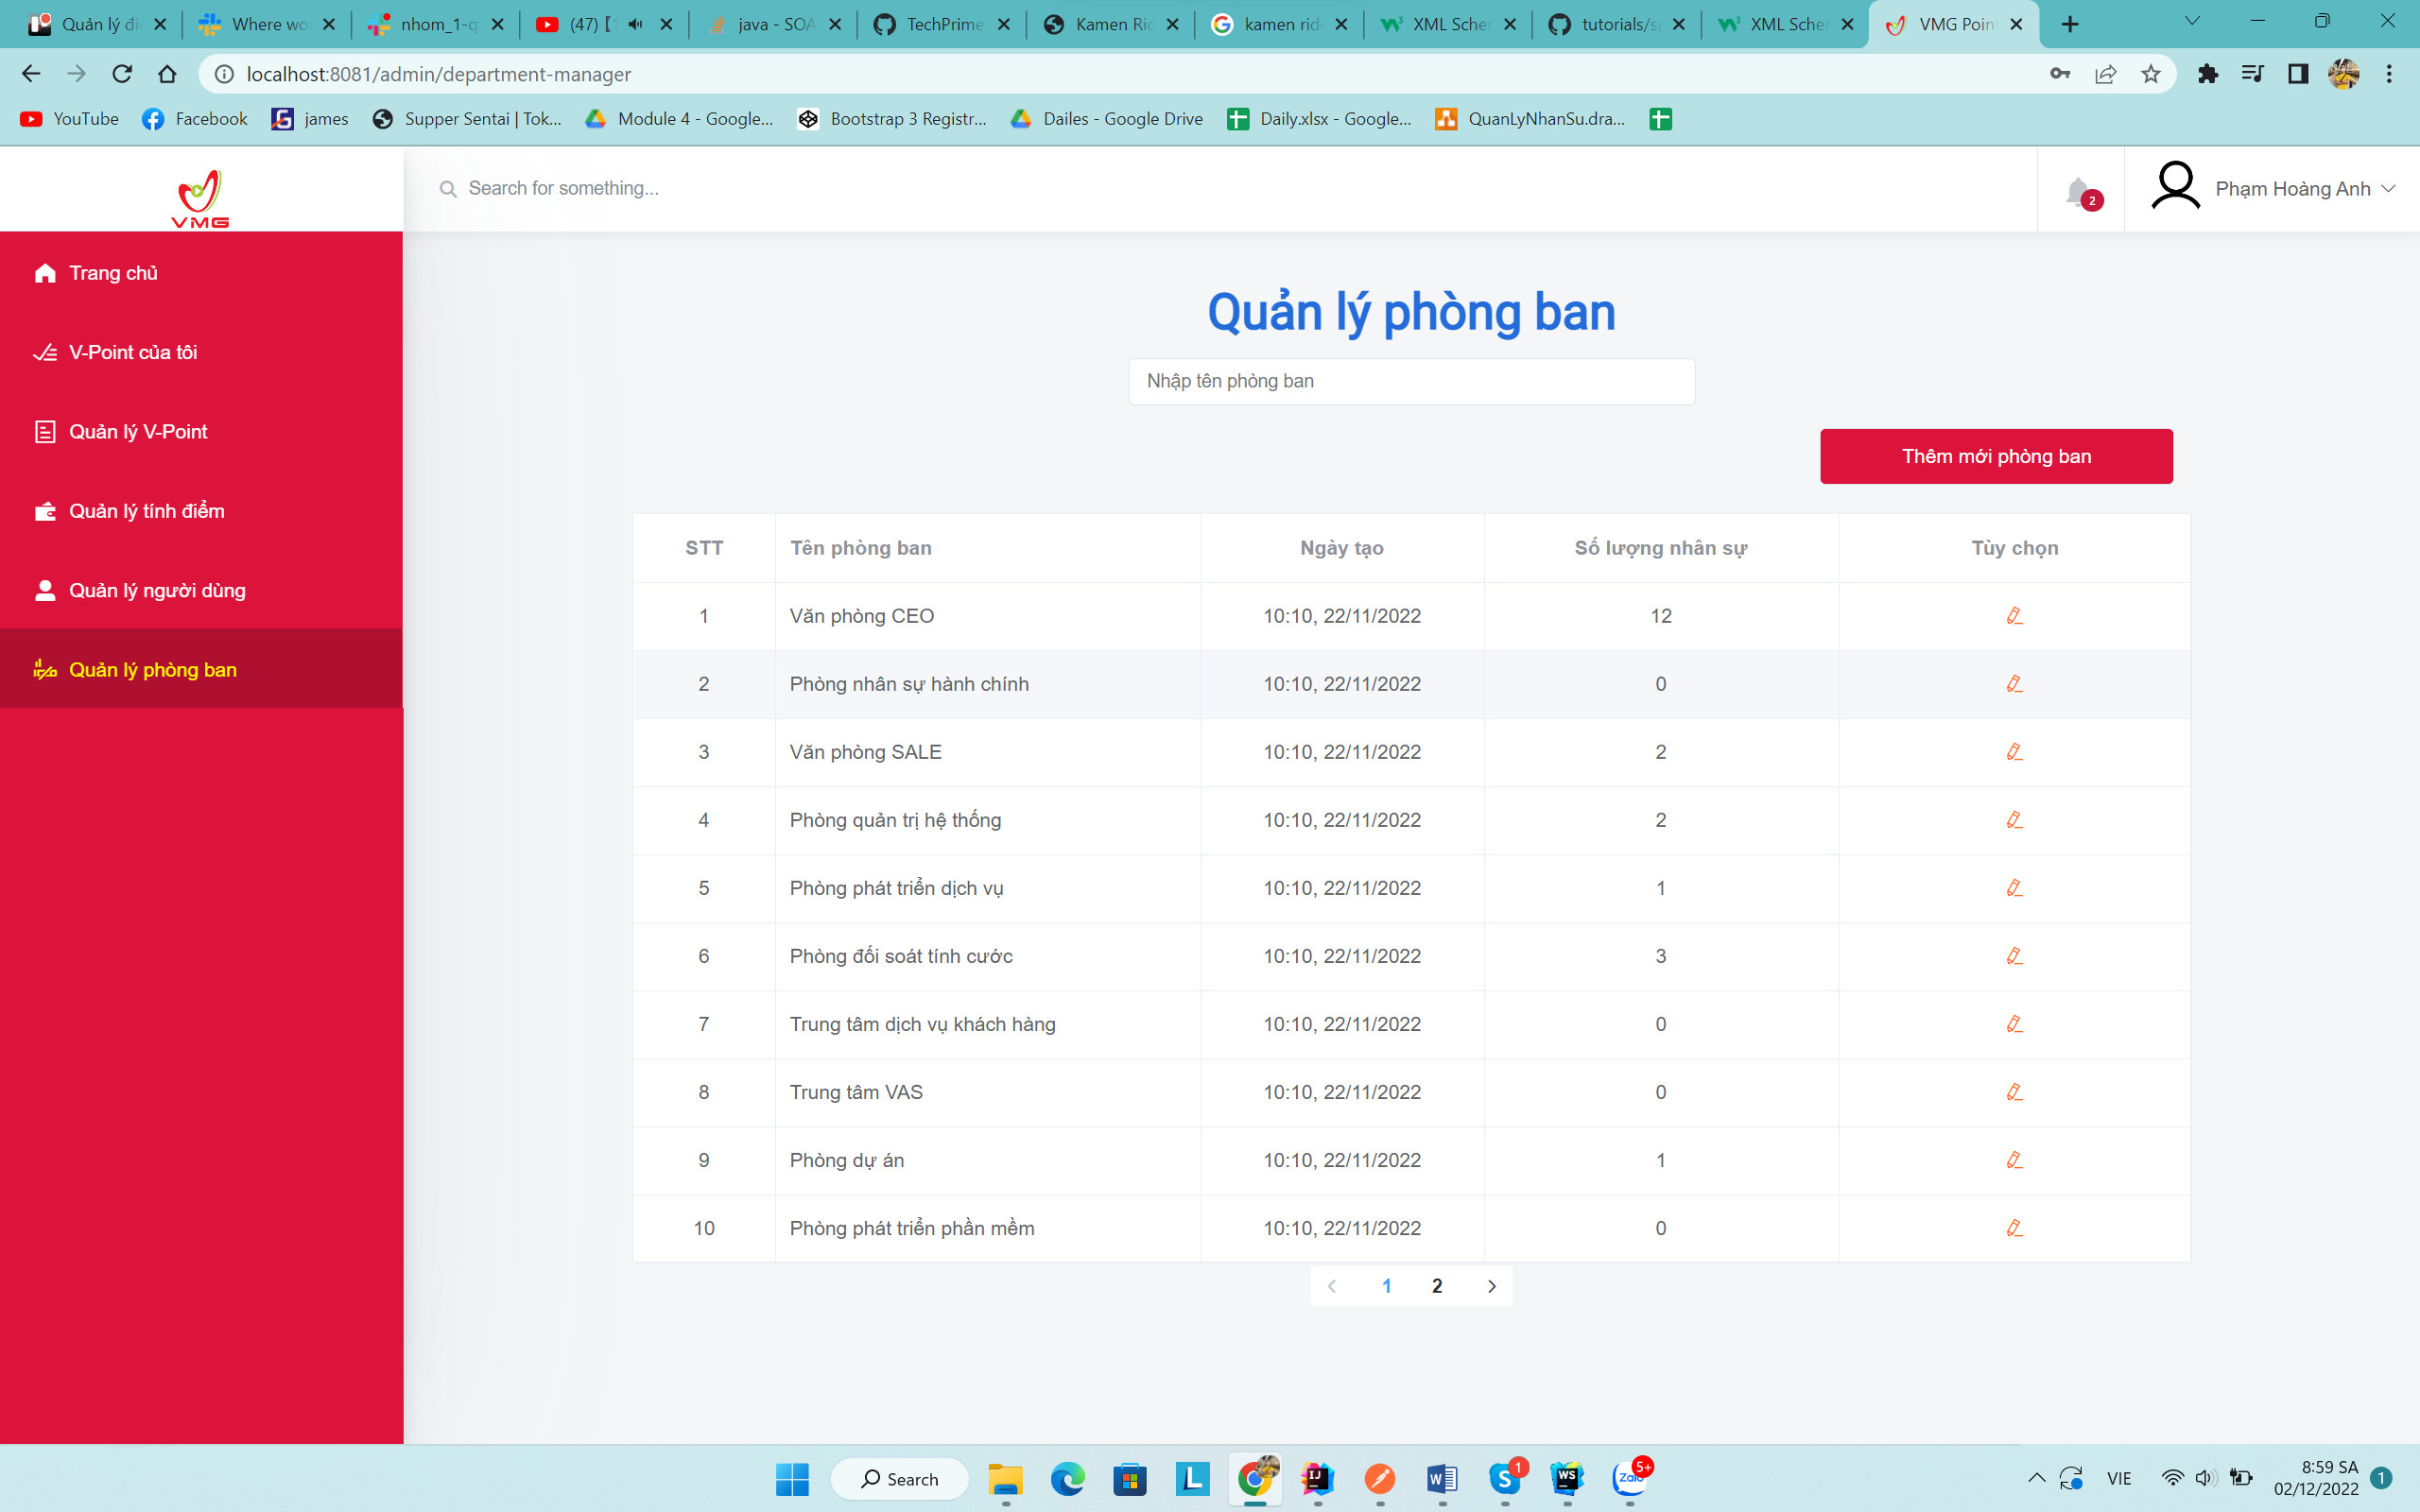 Quản lý đi
Where wo
nhom_1-q
(47)
java - SOA
TechPrime
Kamen Ric
kamen rid
XML Scher
tutorials/s
XML Scher
VMG Poin
localhost:8081/admin/department-manager
YouTube
Facebook
james
Supper Sentai | Tok...
Module 4 - Google...
Bootstrap 3 Registr...
Dailes - Google Drive
Daily.xlsx - Google...
QuanLyNhanSu.dra...
VMG
Search for something...
2
Phạm Hoàng Anh
Trang chủ
V-Point của tôi
Quản lý V-Point
Quản lý tính điểm
Quản lý người dùng
Quản lý phòng ban
Quản lý phòng ban
Nhập tên phòng ban
Thêm mới phòng ban
STT Tên phòng ban Ngày tạo Số lượng nhân sự Tùy chọn
1 Văn phòng CEO 10:10, 22/11/2022 12
2 Phòng nhân sự hành chính 10:10, 22/11/2022 0
3 Văn phòng SALE 10:10, 22/11/2022 2
4 Phòng quản trị hệ thống 10:10, 22/11/2022 2
5 Phòng phát triển dịch vụ 10:10, 22/11/2022 1
6 Phòng đối soát tính cước 10:10, 22/11/2022 3
7 Trung tâm dịch vụ khách hàng 10:10, 22/11/2022 0
8 Trung tâm VAS 10:10, 22/11/2022 0
9 Phòng dự án 10:10, 22/11/2022 1
10 Phòng phát triển phần mềm 10:10, 22/11/2022 0
1 2
Search
L
IJ
W
S 1
WS
Zalo 5+
VIE
8:59 SA
02/12/2022
1